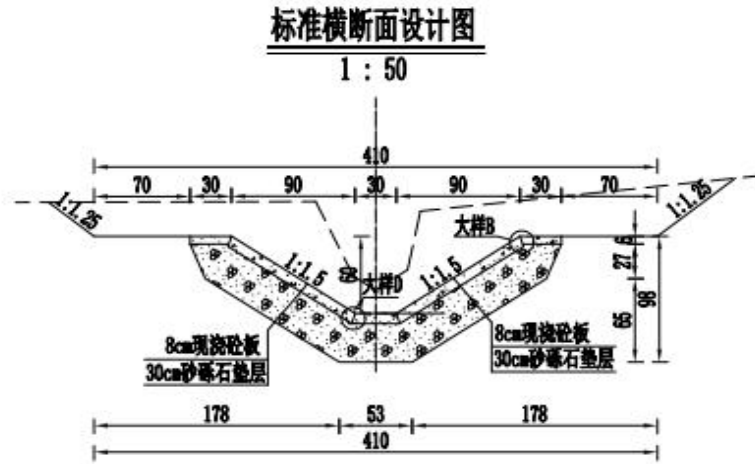 标准横断面设计图
1 : 50
410
70 30 90 30 90 30 70
1:1.25
1:1.25
大样B
1:1.5
60
大样D
1:1.5
6
27
65
98
8cm现浇砼板
30cm砂砾石垫层
8cm现浇砼板
30cm砂砾石垫层
178 53 178
410